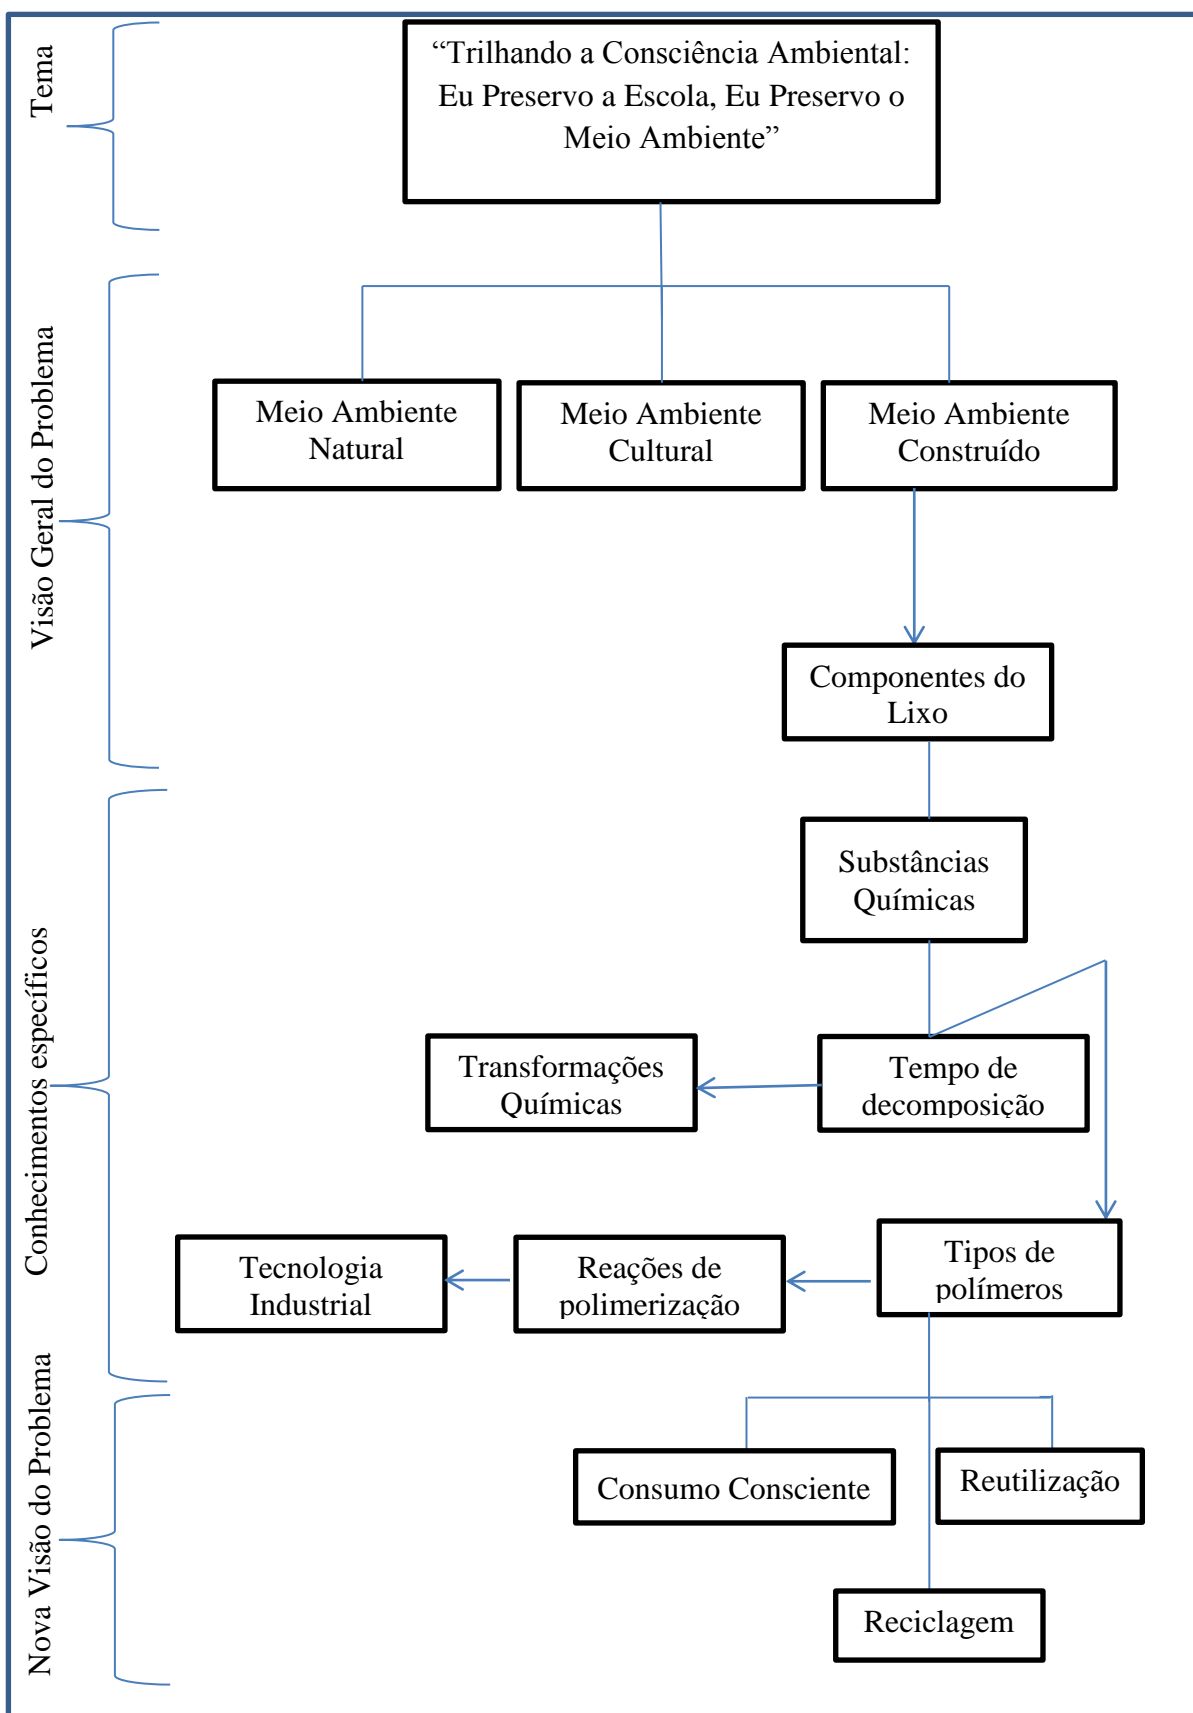 Tema
“Trilhando a Consciência Ambiental:
Eu Preservo a Escola, Eu Preservo o
Meio Ambiente”
Visão Geral do Problema
Meio Ambiente
Natural
Meio Ambiente
Cultural
Meio Ambiente
Construído
Componentes do
Lixo
Conhecimentos específicos
Substâncias
Químicas
Transformações
Químicas
Tempo de
decomposição
Tecnologia
Industrial
Reações de
polimerização
Tipos de
polímeros
Nova Visão do Problema
Consumo Consciente
Reutilização
Reciclagem